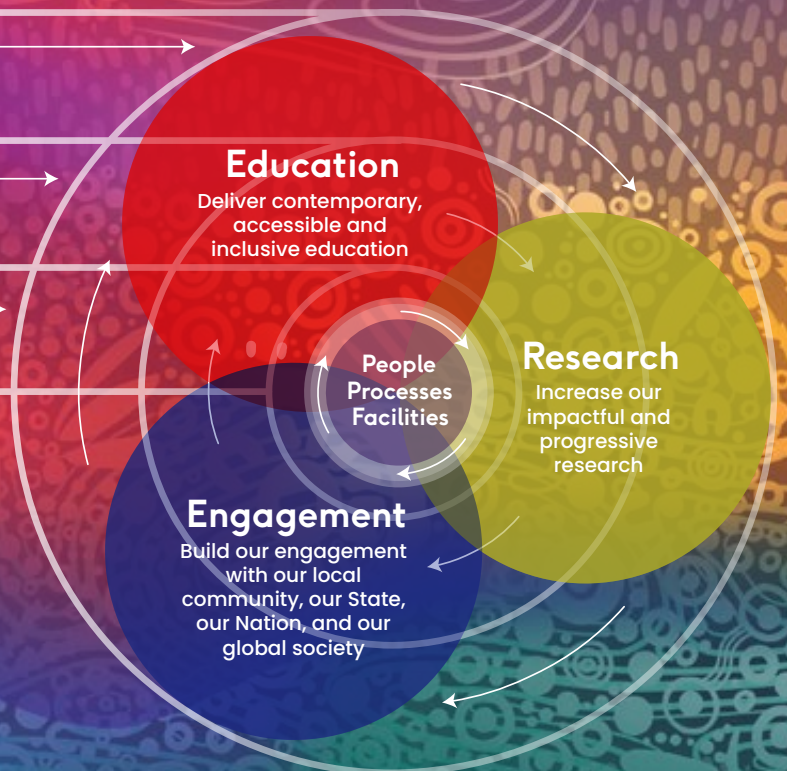 Education
Deliver contemporary,
accessible and
inclusive education
People
Processes
Facilities
Research
Increase our
impactful and
progressive
research
Engagement
Build our engagement
with our local
community, our State,
our Nation, and our
global society